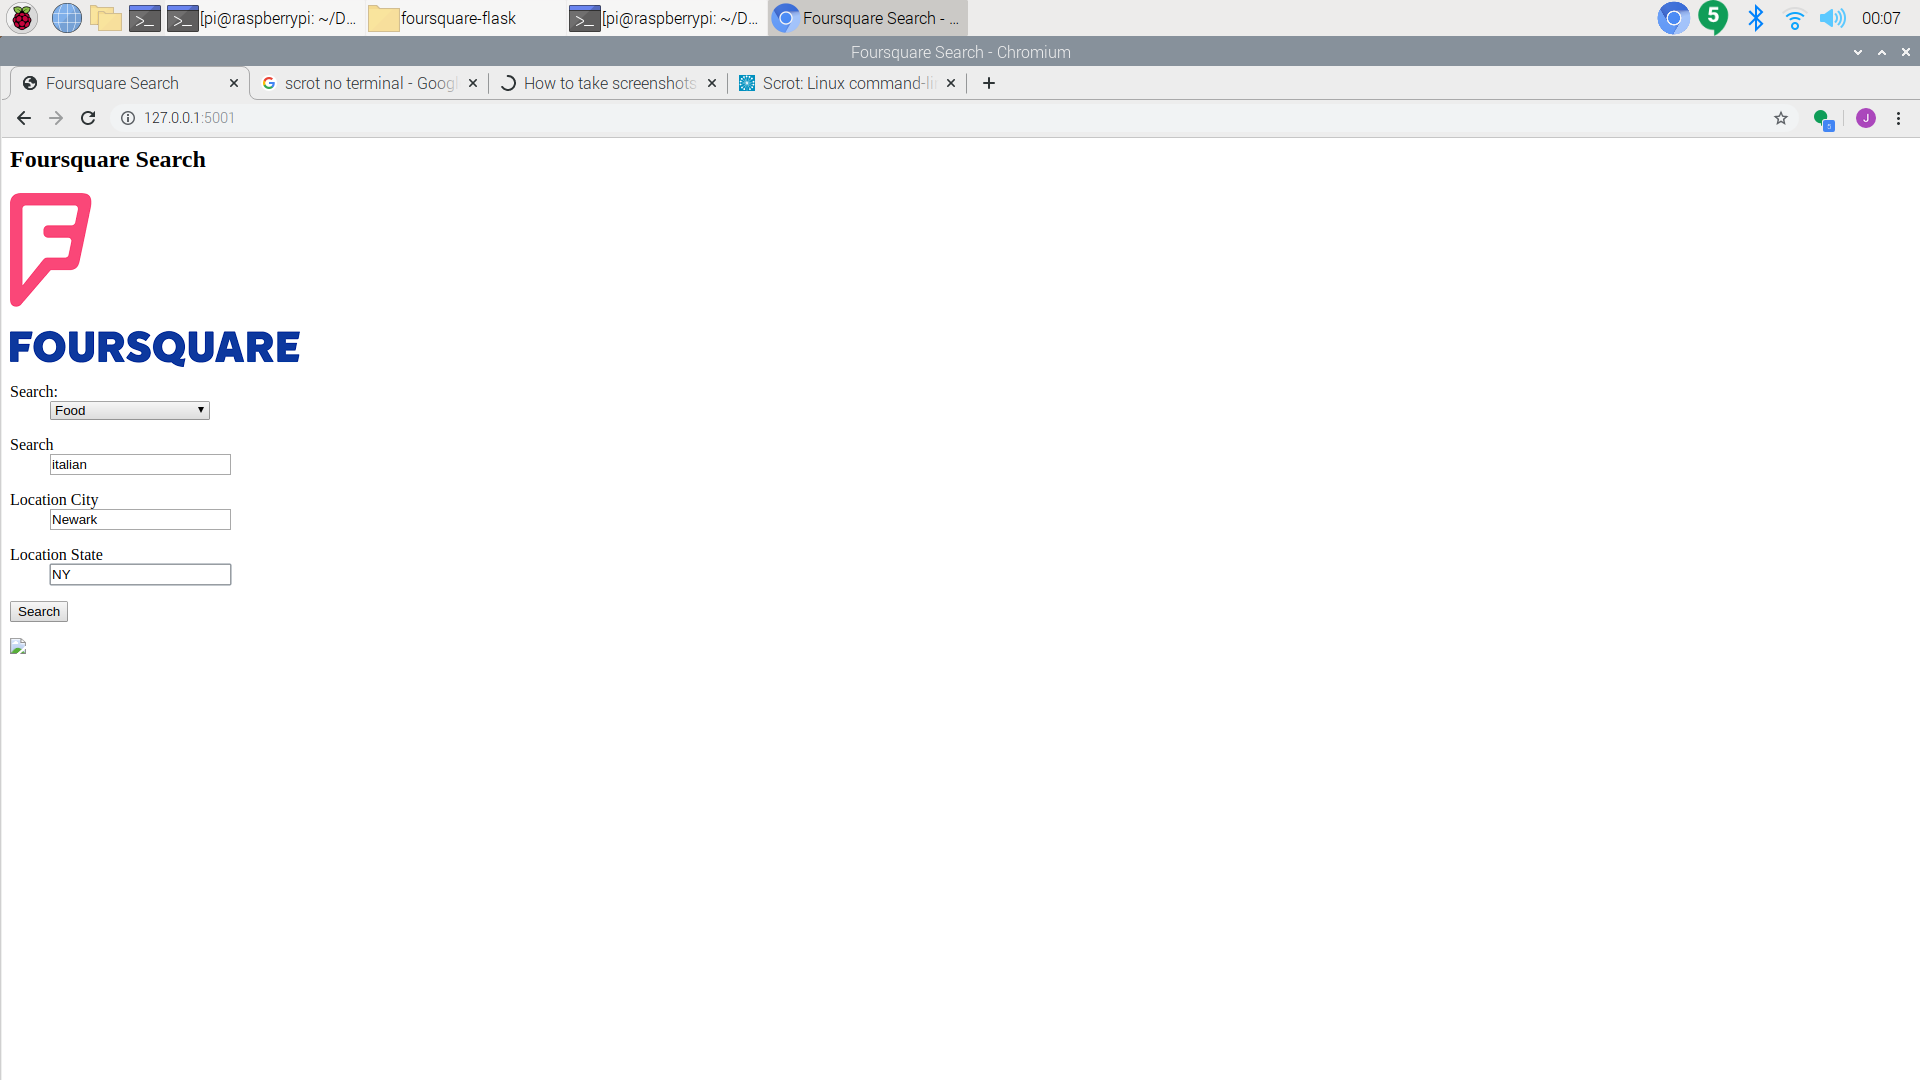 [pi@raspberrypi: ~/D... foursquare-flask [pi@raspberrypi: ~/D... Foursquare Search - ... 5 00:07
Foursquare Search - Chromium
Foursquare Search scrot no terminal - Googl How to take screenshots Scrot: Linux command-li
127.0.0.1:5001 J
Foursquare Search
FOURSQUARE
Search:
Food
Search
italian
Location City
Newark
Location State
NY
Search